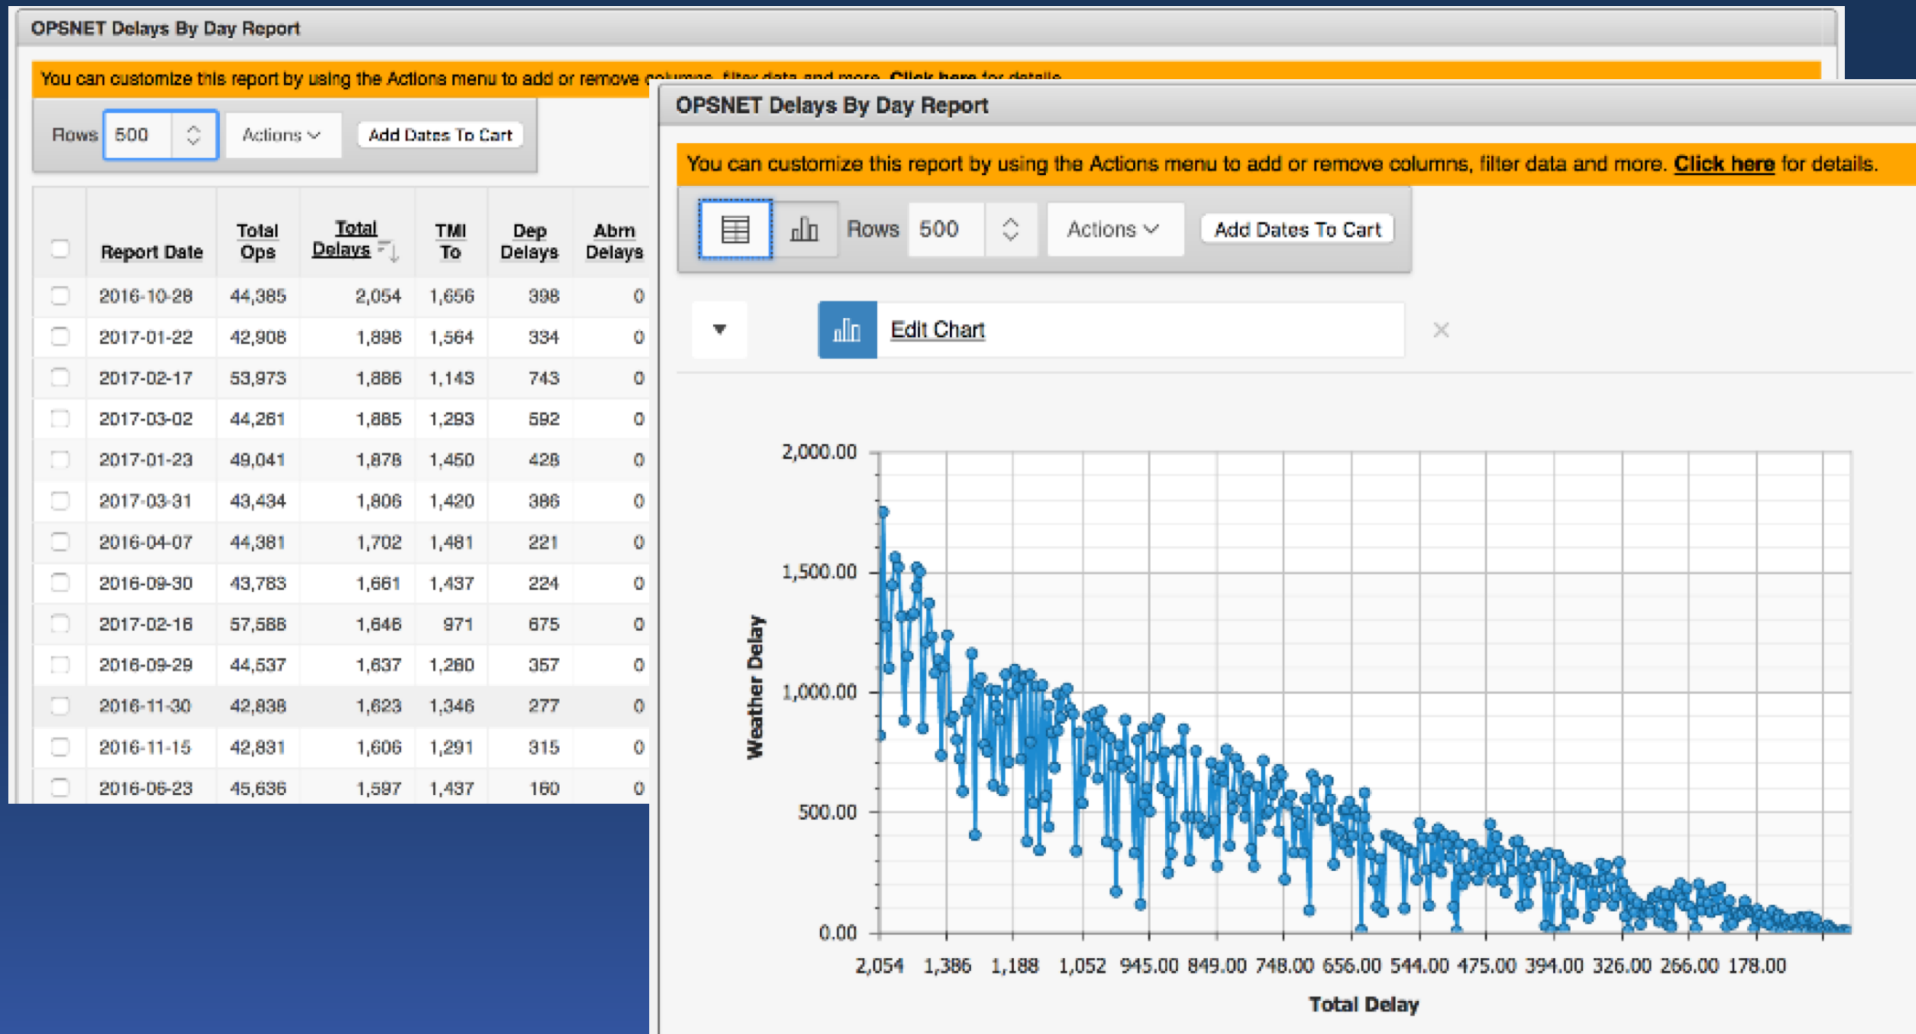 OPSNET Delays By Day Report
You can customize this report by using the Actions menu to add or remove columns, filter data and more. Click here for details.
Rows 500 Actions Add Dates To Cart
Report Date Total Ops Total Delays TMI To Dep Delays Abrn Delays
2016-10-28 44,385 2,054 1,656 398 0
2017-01-22 42,908 1,898 1,564 334 0
2017-02-17 53,973 1,886 1,143 743 0
2017-03-02 44,261 1,885 1,293 592 0
2017-01-23 49,041 1,878 1,450 428 0
2017-03-31 43,434 1,806 1,420 386 0
2016-04-07 44,381 1,702 1,481 221 0
2016-09-30 43,783 1,661 1,437 224 0
2017-02-16 57,588 1,646 971 675 0
2016-09-29 44,537 1,637 1,280 357 0
2016-11-30 42,838 1,623 1,346 277 0
2016-11-15 42,831 1,606 1,291 315 0
2016-06-23 45,636 1,597 1,437 160 0
OPSNET Delays By Day Report
You can customize this report by using the Actions menu to add or remove columns, filter data and more. Click here for details.
Rows 500 Actions Add Dates To Cart
Edit Chart
2,000.00
1,500.00
1,000.00
500.00
0.00
Weather Delay
2,054 1,386 1,188 1,052 945.00 849.00 748.00 656.00 544.00 475.00 394.00 326.00 266.00 178.00
Total Delay